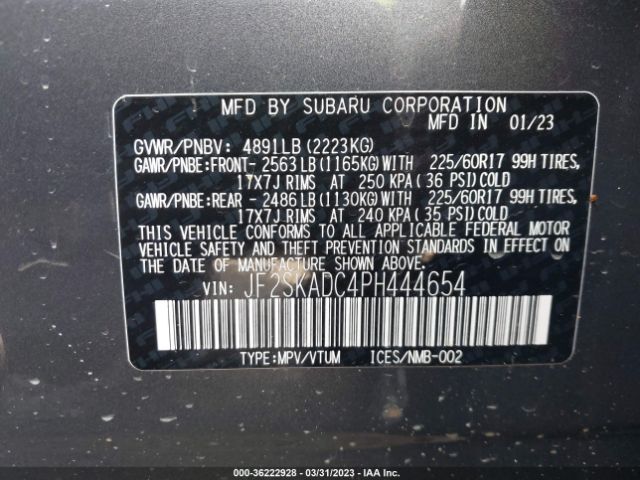 MFD BY SUBARU CORPORATION
MFD IN 01/23
GVWR/PNBV: 4891LB(2223KG)
GAWR/PNBE:FRONT- 2563LB(1165KG)WITH 225/60R17 99H TIRES,
17X7J RIMS AT 250 KPA(36 PSI)COLD
GAWR/PNBE:REAR - 2486LB(1130KG)WITH 225/60R17 99H TIRES,
17X7J RIMS AT 240 KPA(35 PSI)COLD
THIS VEHICLE CONFORMS TO ALL APPLICABLE FEDERAL MOTOR
VEHICLE SAFETY AND THEFT PREVENTION STANDARDS IN EFFECT ON
THE DATE OF MANUFACTURE SHOWN ABOVE.
VIN: JF2SKADC4PH444654
TYPE:MPV/VTUM ICES/NMB-002
000-36222928 - 03/31/2023 - IAA Inc.